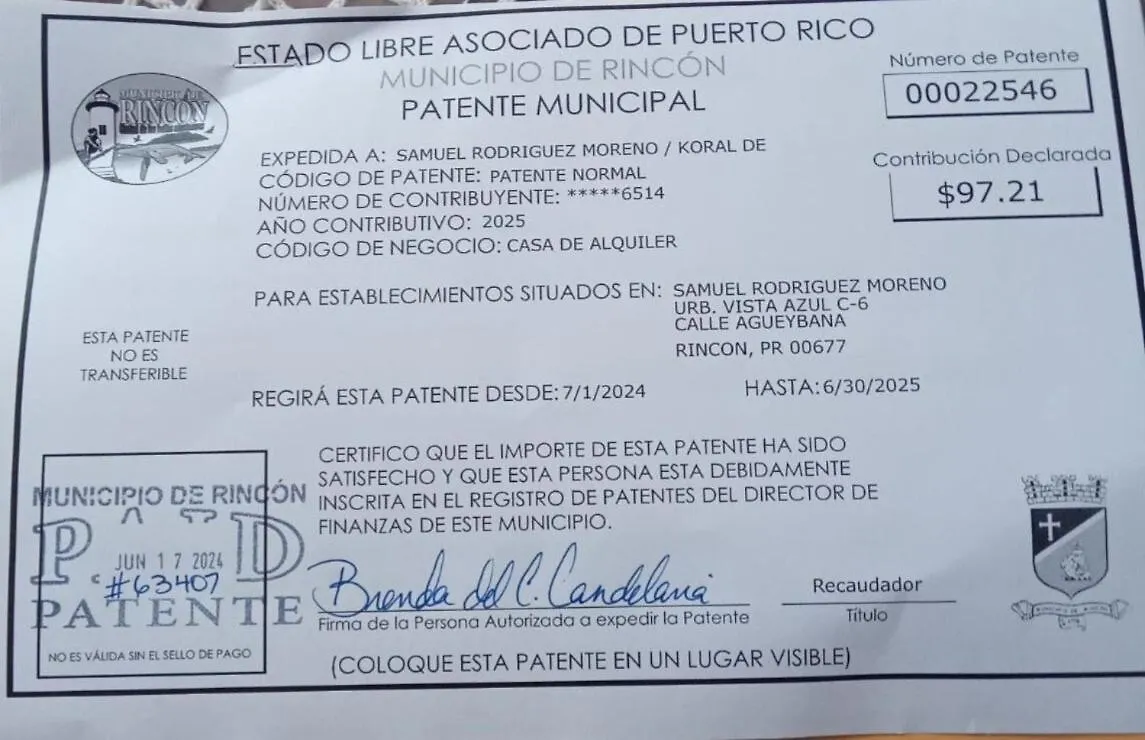 ESTADO LIBRE ASOCIADO DE PUERTO RICO
MUNICIPIO DE RINCÓN
PATENTE MUNICIPAL
Número de Patente
00022546
MUNICIPIO DE
RINCÓN
Contribución Declarada
$97.21
EXPEDIDA A: SAMUEL RODRIGUEZ MORENO / KORAL DE
CÓDIGO DE PATENTE: PATENTE NORMAL
NÚMERO DE CONTRIBUYENTE: *****6514
AÑO CONTRIBUTIVO: 2025
CÓDIGO DE NEGOCIO: CASA DE ALQUILER
PARA ESTABLECIMIENTOS SITUADOS EN: SAMUEL RODRIGUEZ MORENO
URB. VISTA AZUL C-6
CALLE AGUEYBANA
RINCON, PR 00677
ESTA PATENTE
NO ES
TRANSFERIBLE
REGIRÁ ESTA PATENTE DESDE: 7/1/2024 HASTA: 6/30/2025
CERTIFICO QUE EL IMPORTE DE ESTA PATENTE HA SIDO
SATISFECHO Y QUE ESTA PERSONA ESTA DEBIDAMENTE
INSCRITA EN EL REGISTRO DE PATENTES DEL DIRECTOR DE
FINANZAS DE ESTE MUNICIPIO.
MUNICIPIO DE RINCÓN
JUN 17 2024
#63407
PATENTE
NO ES VÁLIDA SIN EL SELLO DE PAGO
Brenda del C. Candelaria
Firma de la Persona Autorizada a expedir la Patente
Recaudador
Título
(COLOQUE ESTA PATENTE EN UN LUGAR VISIBLE)